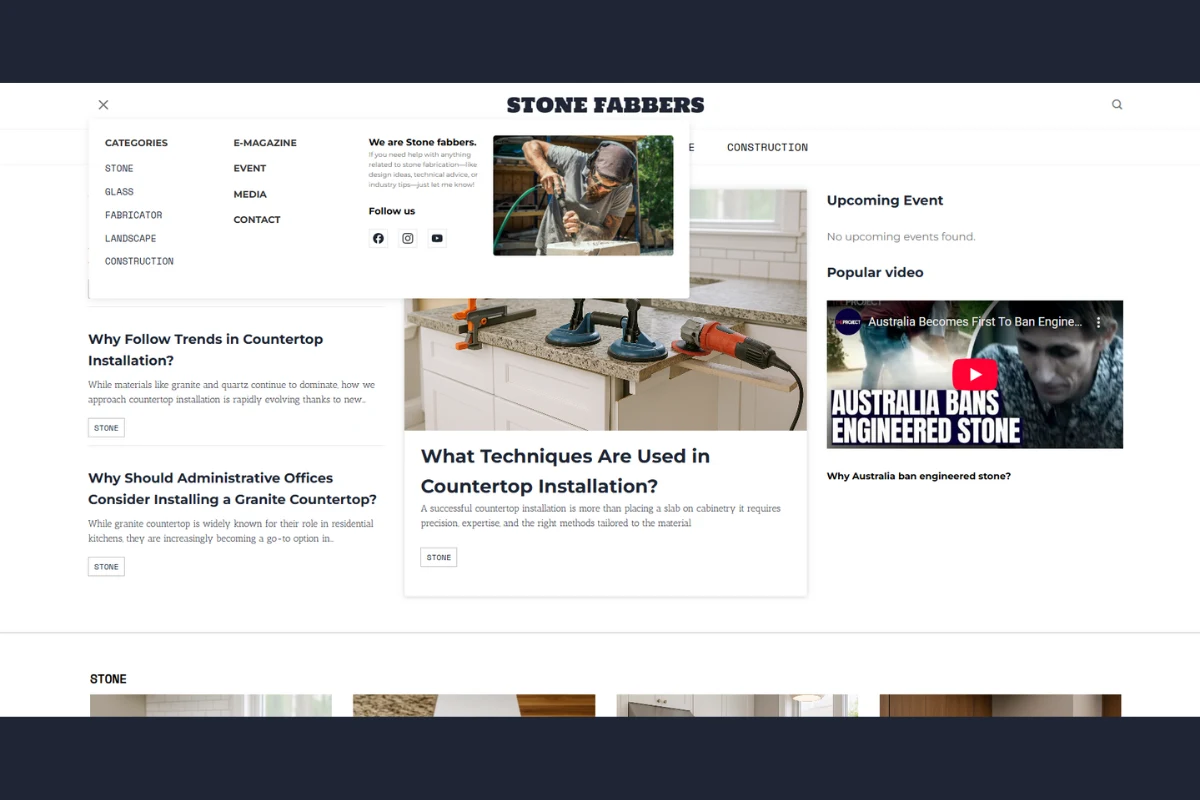 STONE FABBERS
CATEGORIES
STONE
GLASS
FABRICATOR
LANDSCAPE
CONSTRUCTION
E-MAGAZINE
EVENT
MEDIA
CONTACT
We are Stone fabbers.
If you need help with anything
related to stone fabrication—like
design ideas, technical advice, or
industry tips—just let me know!
Follow us
E
CONSTRUCTION
Why Follow Trends in Countertop
Installation?
While materials like granite and quartz continue to dominate, how we
approach countertop installation is rapidly evolving thanks to new..
STONE
Why Should Administrative Offices
Consider Installing a Granite Countertop?
While granite countertop is widely known for their role in residential
kitchens, they are increasingly becoming a go-to option in..
STONE
What Techniques Are Used in
Countertop Installation?
A successful countertop installation is more than placing a slab on cabinetry it requires
precision, expertise, and the right methods tailored to the material
STONE
Upcoming Event
No upcoming events found.
Popular video
PROJECT
Australia Becomes First To Ban Engine...
AUSTRALIA BANS
ENGINEERED STONE
Why Australia ban engineered stone?
STONE